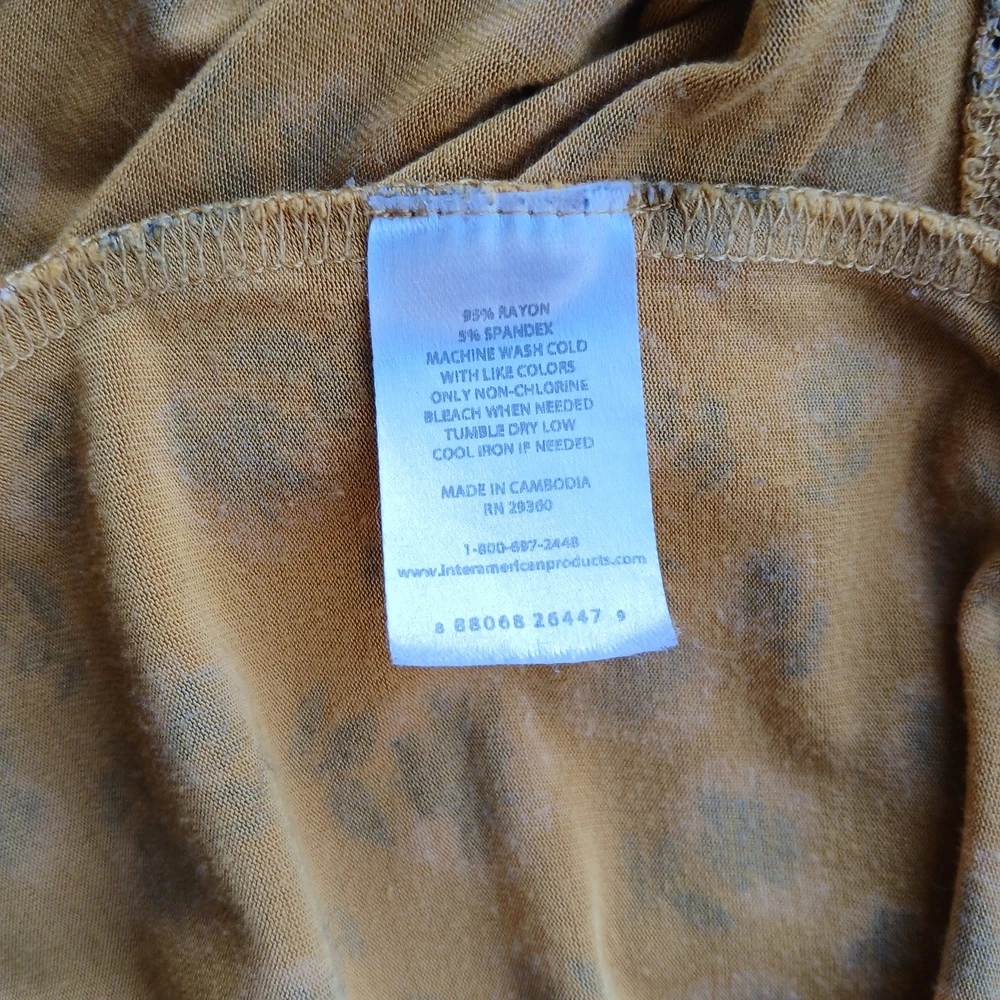 95% RAYON
5% SPANDEX
MACHINE WASH COLD
WITH LIKE COLORS
ONLY NON-CHLORINE
BLEACH WHEN NEEDED
TUMBLE DRY LOW
COOL IRON IF NEEDED
MADE IN CAMBODIA
RN 29360
1-800-697-2448
www.interamericanproducts.com
8 88068 26447 9